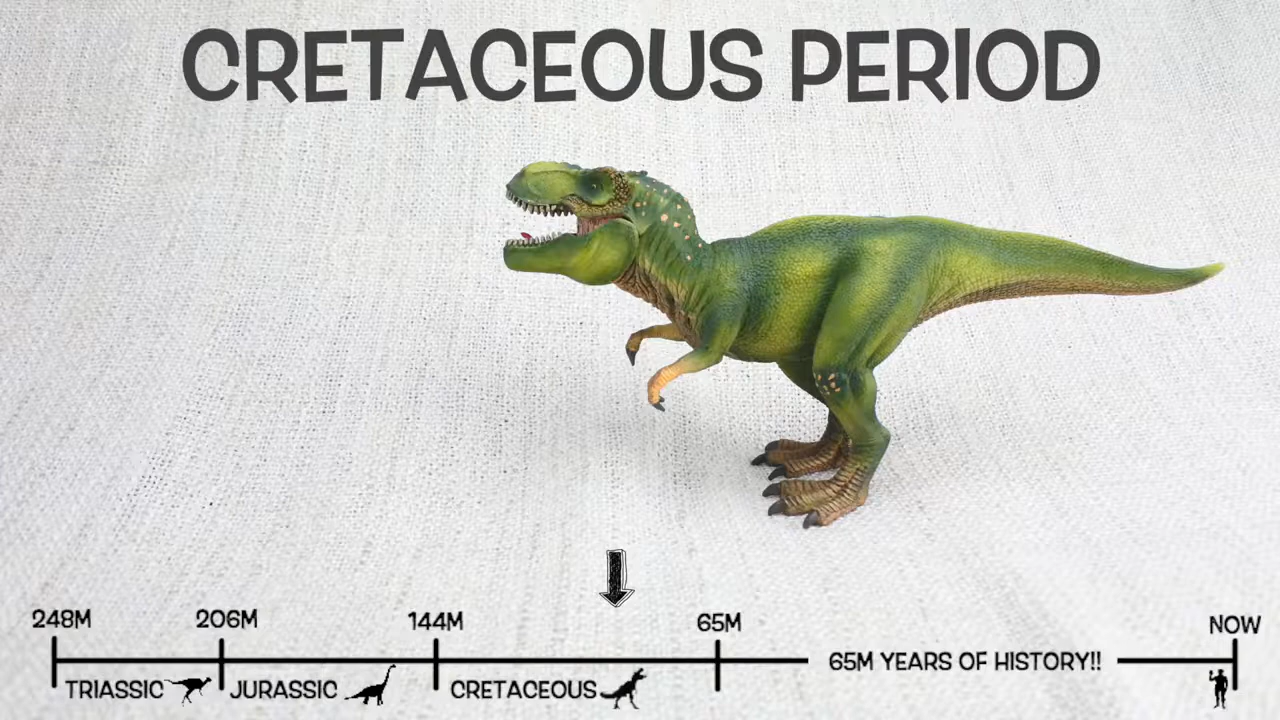 CRETACEOUS PERIOD
248M 206M 144M 65M NOW
65M YEARS OF HISTORY!!
TRIASSIC JURASSIC CRETACEOUS